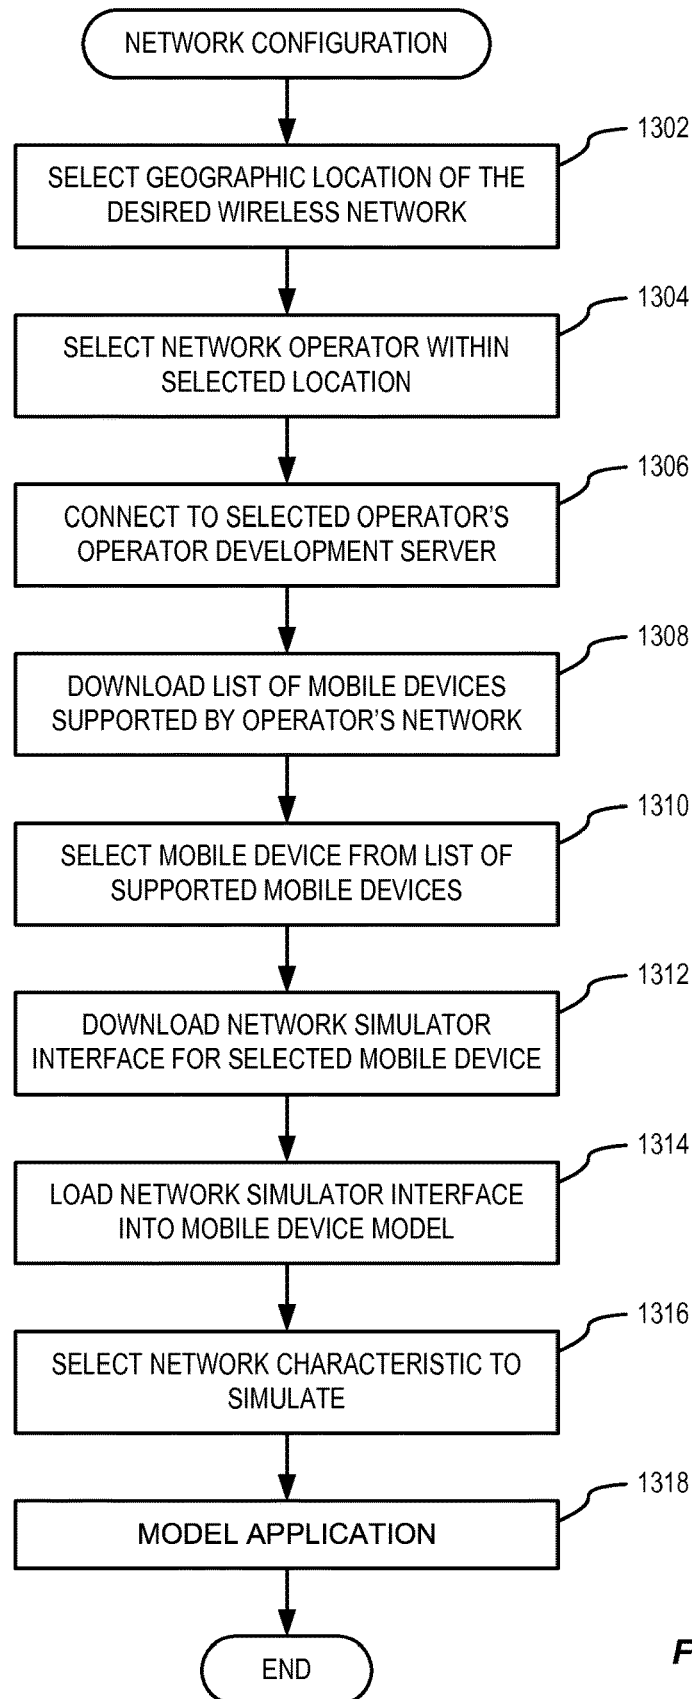 NETWORK CONFIGURATION
1302
SELECT GEOGRAPHIC LOCATION OF THE
DESIRED WIRELESS NETWORK
1304
SELECT NETWORK OPERATOR WITHIN
SELECTED LOCATION
1306
CONNECT TO SELECTED OPERATOR'S
OPERATOR DEVELOPMENT SERVER
1308
DOWNLOAD LIST OF MOBILE DEVICES
SUPPORTED BY OPERATOR'S NETWORK
1310
SELECT MOBILE DEVICE FROM LIST OF
SUPPORTED MOBILE DEVICES
1312
DOWNLOAD NETWORK SIMULATOR
INTERFACE FOR SELECTED MOBILE DEVICE
1314
LOAD NETWORK SIMULATOR INTERFACE
INTO MOBILE DEVICE MODEL
1316
SELECT NETWORK CHARACTERISTIC TO
SIMULATE
1318
MODEL APPLICATION
END
F